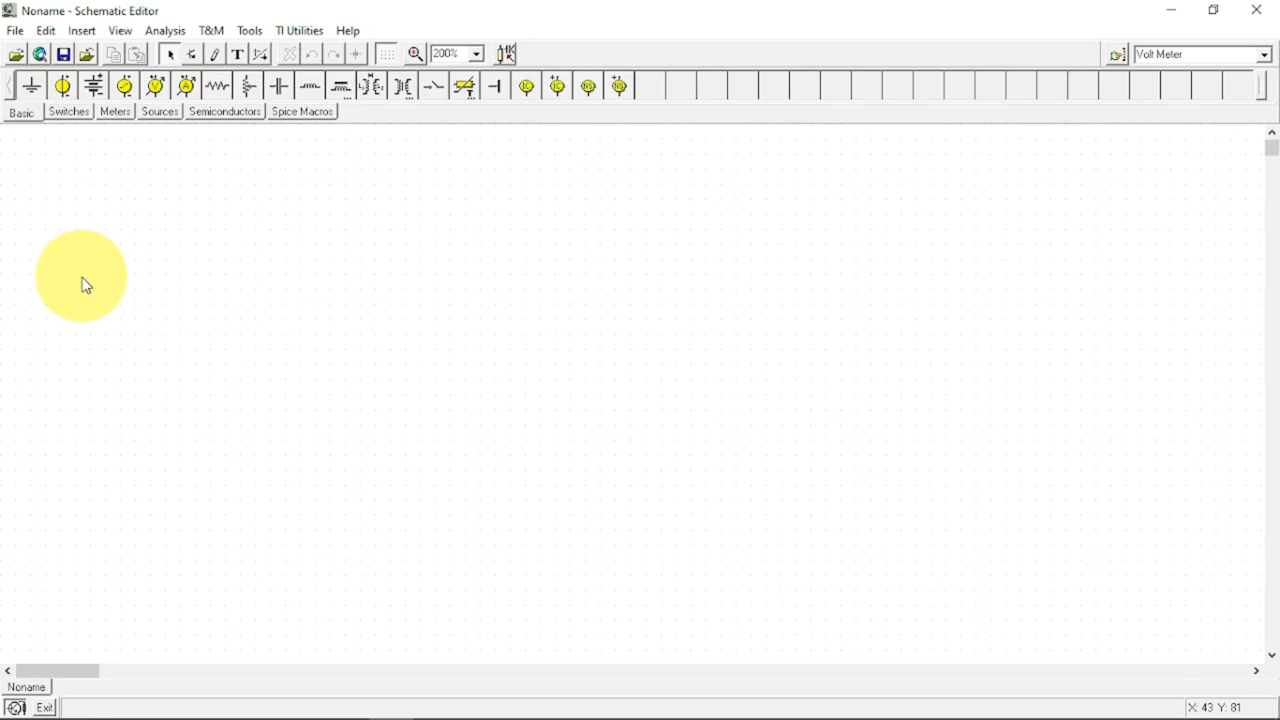 Noname - Schematic Editor
File Edit Insert View Analysis T&M Tools TI Utilities Help
T 200% Volt Meter
Basic Switches Meters Sources Semiconductors Spice Macros
Noname
Exit X: 43 Y: 81